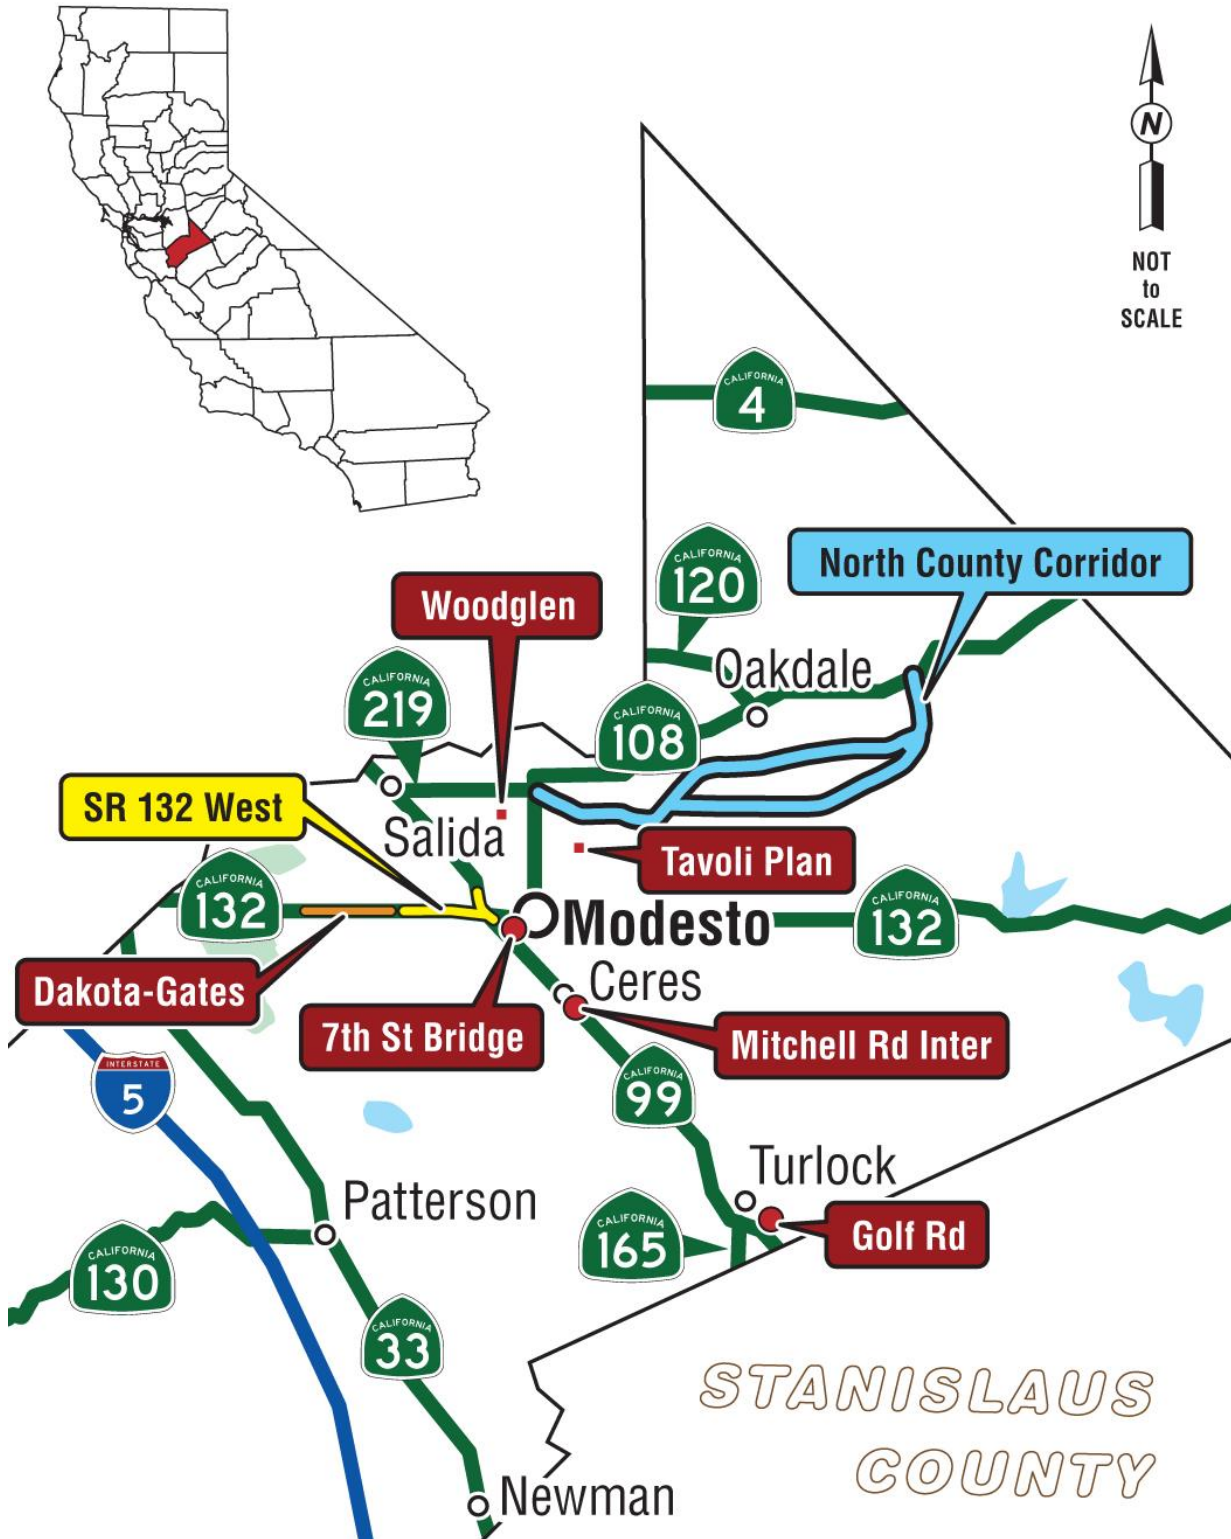 N
NOT
to
SCALE
CALIFORNIA
4
North County Corridor
CALIFORNIA
120
Woodglen
Oakdale
CALIFORNIA
219
CALIFORNIA
108
SR 132 West
Salida
Tavoli Plan
CALIFORNIA
132
Modesto
CALIFORNIA
132
Dakota-Gates
Ceres
7th St Bridge
Mitchell Rd Inter
INTERSTATE
5
CALIFORNIA
99
Turlock
Patterson
CALIFORNIA
165
Golf Rd
CALIFORNIA
130
CALIFORNIA
33
STANISLAUS
COUNTY
Newman